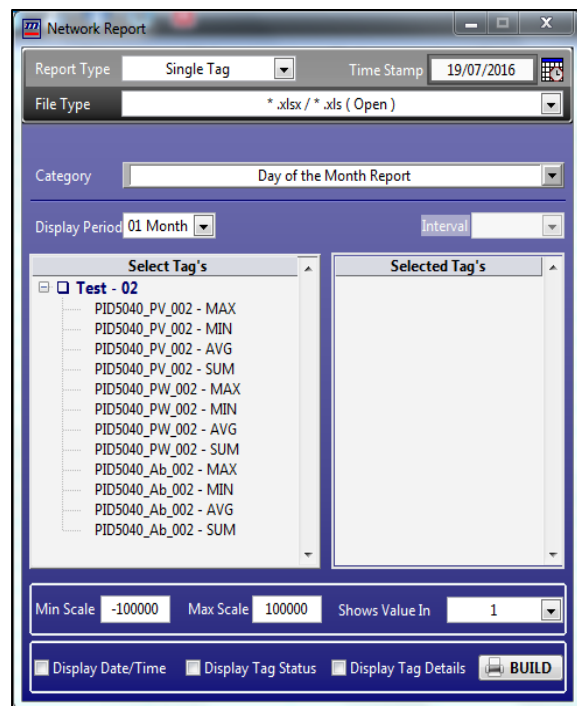 Network Report
Report Type Single Tag Time Stamp 19/07/2016
File Type * .xlsx / * .xls ( Open )
Category Day of the Month Report
Display Period 01 Month Interval
Select Tag's Selected Tag's
Test - 02
PID5040_PV_002 - MAX
PID5040_PV_002 - MIN
PID5040_PV_002 - AVG
PID5040_PV_002 - SUM
PID5040_PW_002 - MAX
PID5040_PW_002 - MIN
PID5040_PW_002 - AVG
PID5040_PW_002 - SUM
PID5040_Ab_002 - MAX
PID5040_Ab_002 - MIN
PID5040_Ab_002 - AVG
PID5040_Ab_002 - SUM
Min Scale -100000 Max Scale 100000 Shows Value In 1
Display Date/Time Display Tag Status Display Tag Details BUILD